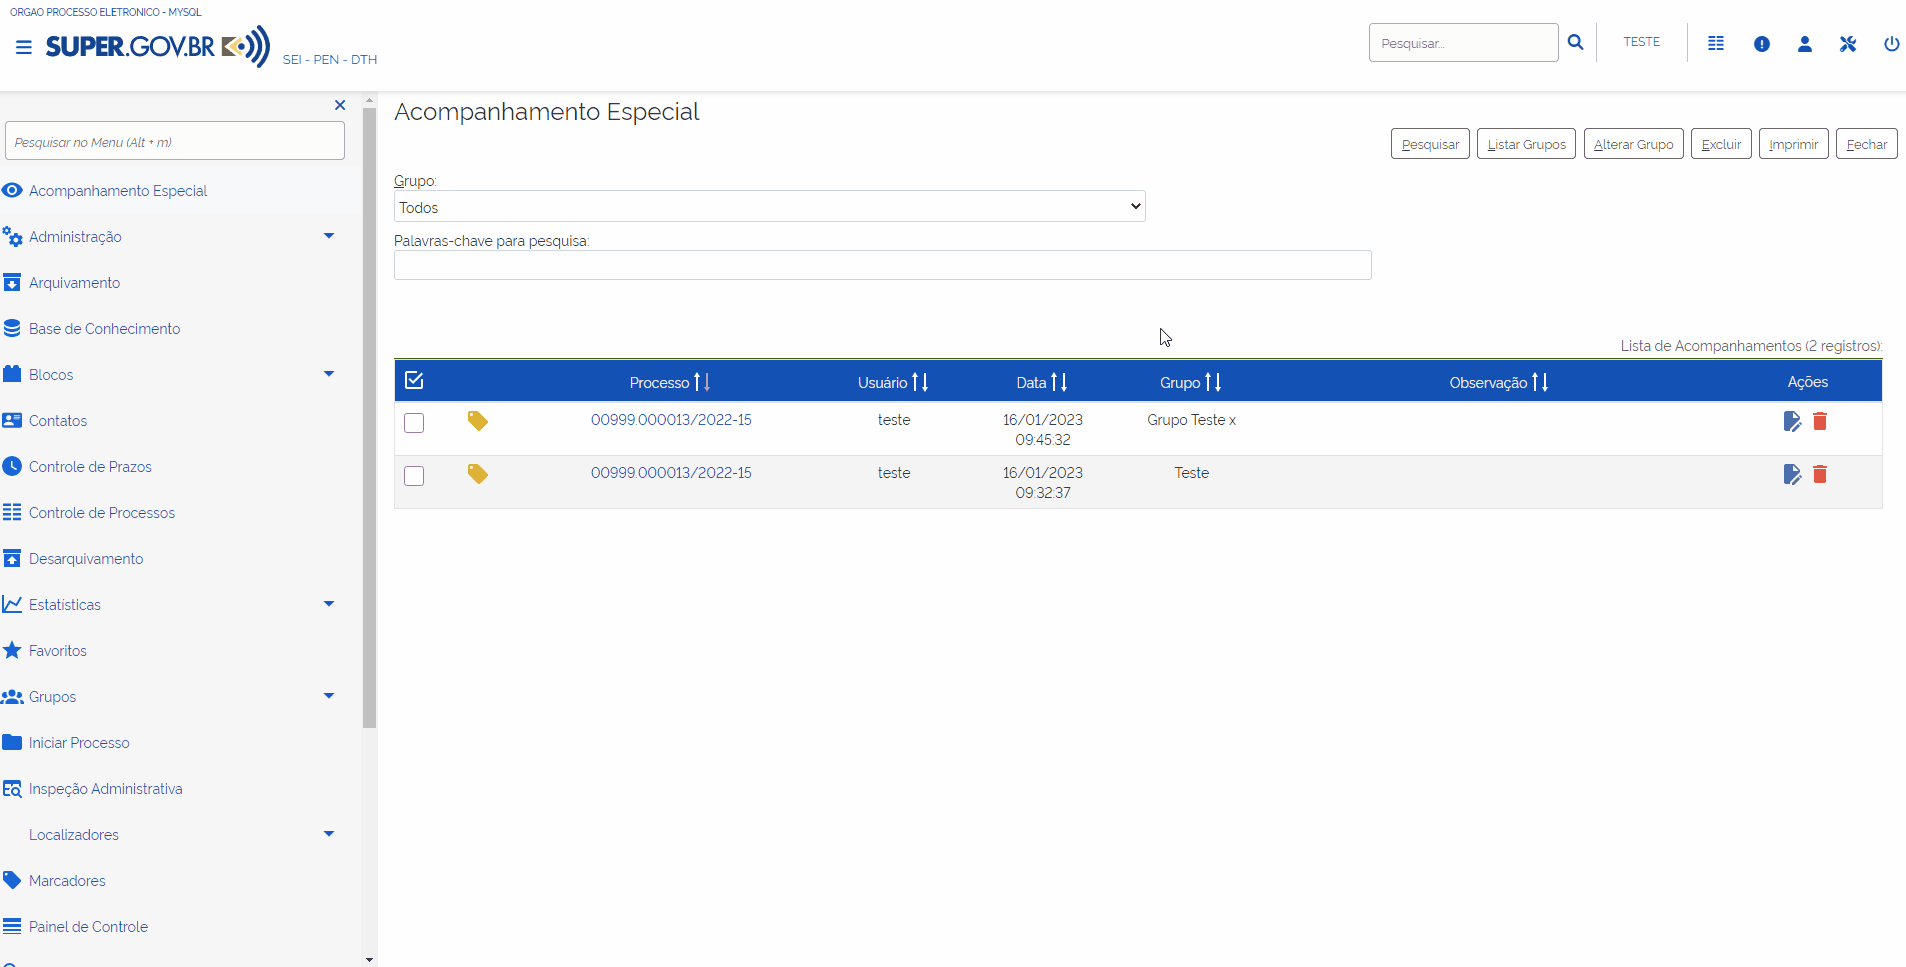 ORGAO PROCESSO ELETRONICO - MYSQL
SUPER.GOV.BR
SEI - PEN - DTH
Pesquisar...
TESTE
Pesquisar no Menu (Alt + m)
Acompanhamento Especial
Administração
Arquivamento
Base de Conhecimento
Blocos
Contatos
Controle de Prazos
Controle de Processos
Desarquivamento
Estatísticas
Favoritos
Grupos
Iniciar Processo
Inspeção Administrativa
Localizadores
Marcadores
Painel de Controle
Acompanhamento Especial
Pesquisar
Listar Grupos
Alterar Grupo
Excluir
Imprimir
Fechar
Grupo:
Todos
Palavras-chave para pesquisa:
Lista de Acompanhamentos (2 registros):
Processo Usuário Data Grupo Observação Ações
00999.000013/2022-15 teste 16/01/2023 Grupo Teste x
09:45:32
00999.000013/2022-15 teste 16/01/2023 Teste
09:32:37